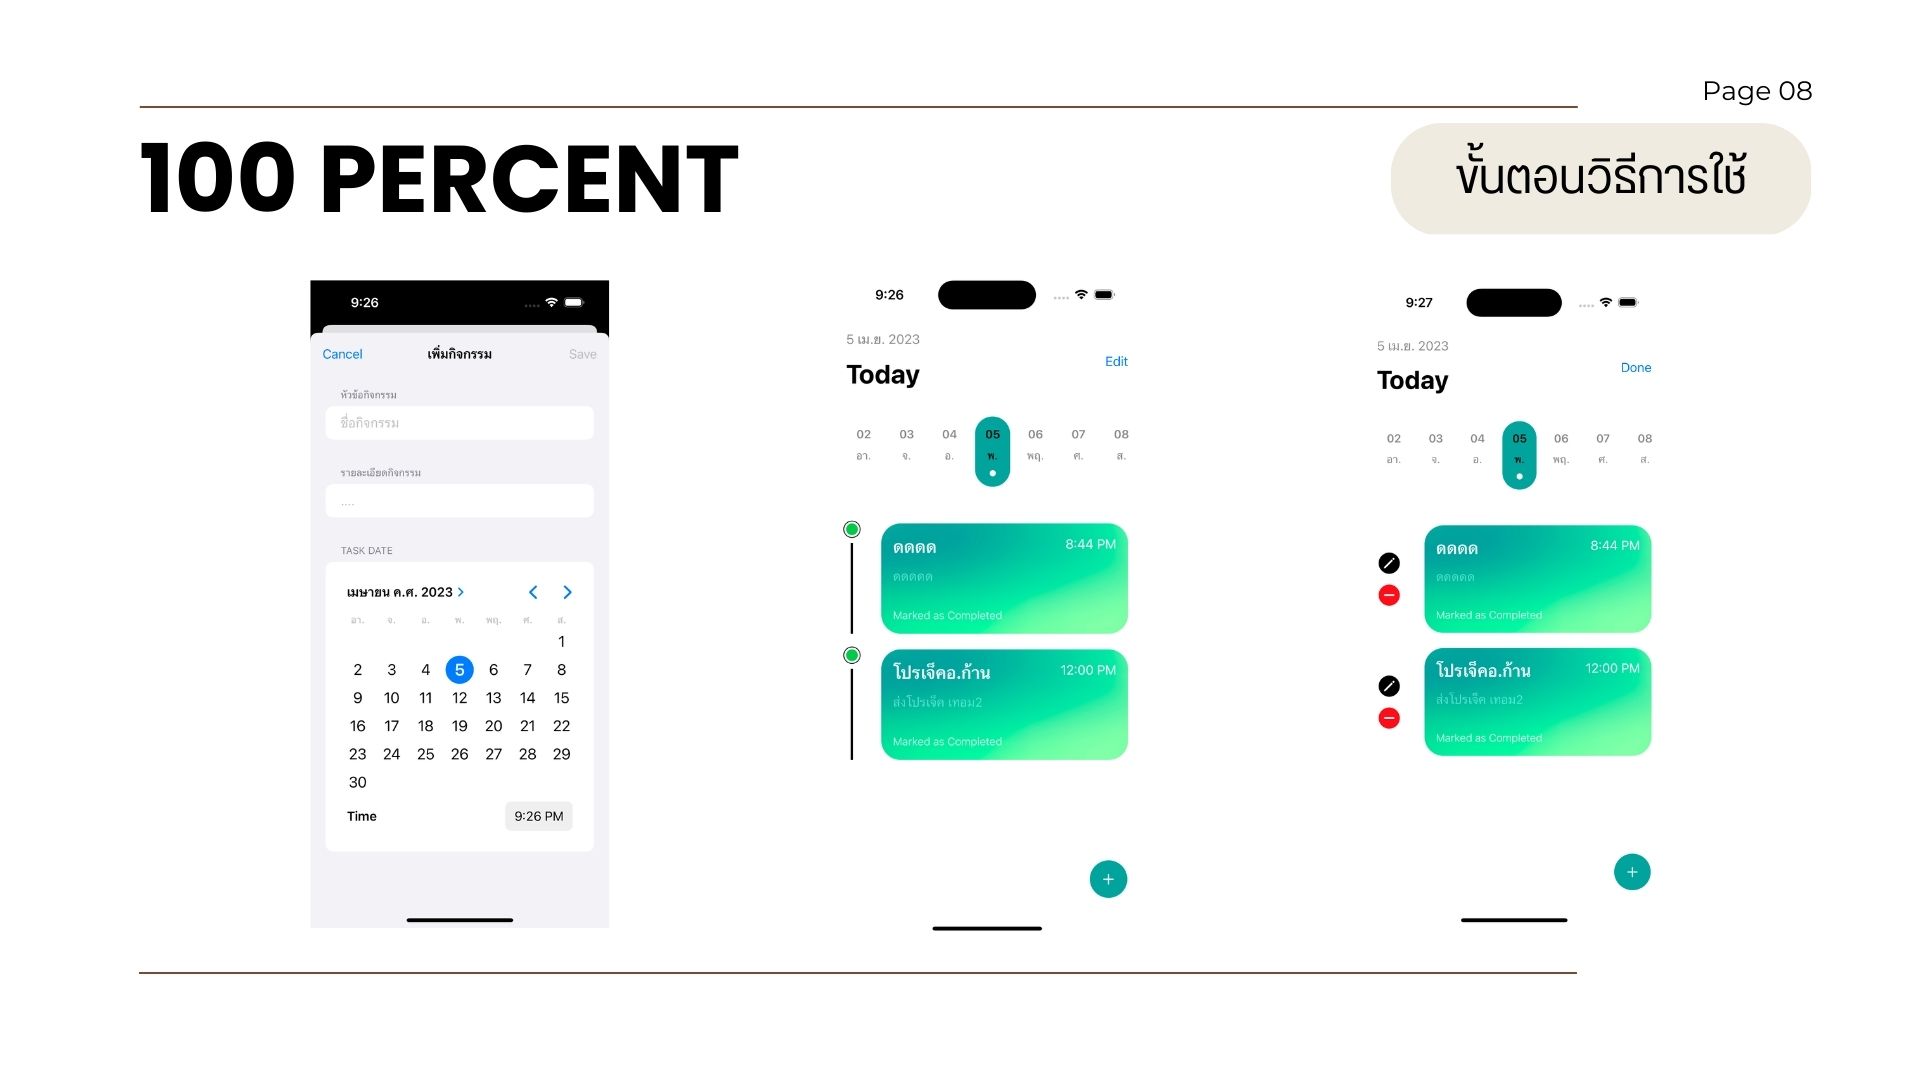 Page 08
100 PERCENT
ขั้นตอนวิธีการใช้
9:26
Cancel เพิ่มกิจกรรม Save
หัวข้อกิจกรรม
ชื่อกิจกรรม
รายละเอียดกิจกรรม
....
TASK DATE
เมษายน ค.ศ. 2023
อา. จ. อ. พ. พฤ. ศ. ส.
1
2 3 4 5 6 7 8
9 10 11 12 13 14 15
16 17 18 19 20 21 22
23 24 25 26 27 28 29
30
Time 9:26 PM
9:26
5 เม.ย. 2023
Edit
Today
02 03 04 05 06 07 08
อา. จ. อ. พ. พฤ. ศ. ส.
ดดดด 8:44 PM
ดดดดด
Marked as Completed
โปรเจ็คอ.ก้าน 12:00 PM
ส่งโปรเจ็ค เทอม2
Marked as Completed
+
9:27
5 เม.ย. 2023
Done
Today
02 03 04 05 06 07 08
อา. จ. อ. พ. พฤ. ศ. ส.
ดดดด 8:44 PM
ดดดดด
Marked as Completed
โปรเจ็คอ.ก้าน 12:00 PM
ส่งโปรเจ็ค เทอม2
Marked as Completed
+